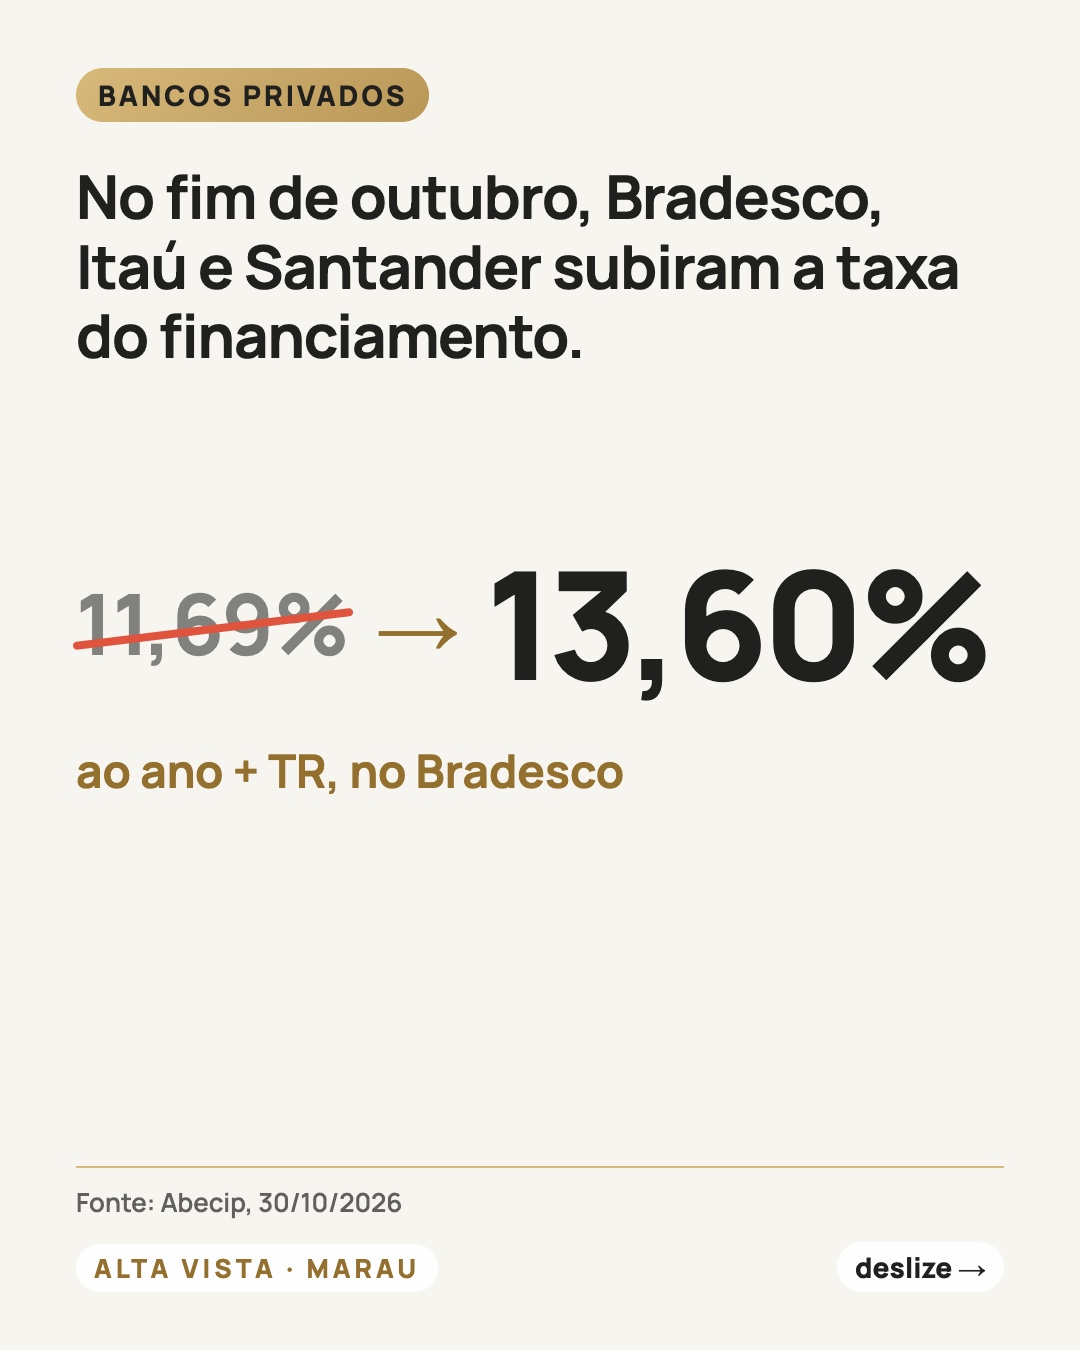 BANCOS PRIVADOS
No fim de outubro, Bradesco,
Itaú e Santander subiram a taxa
do financiamento.
11,69% → 13,60%
ao ano + TR, no Bradesco
Fonte: Abecip, 30/10/2026
ALTA VISTA · MARAU
deslize →